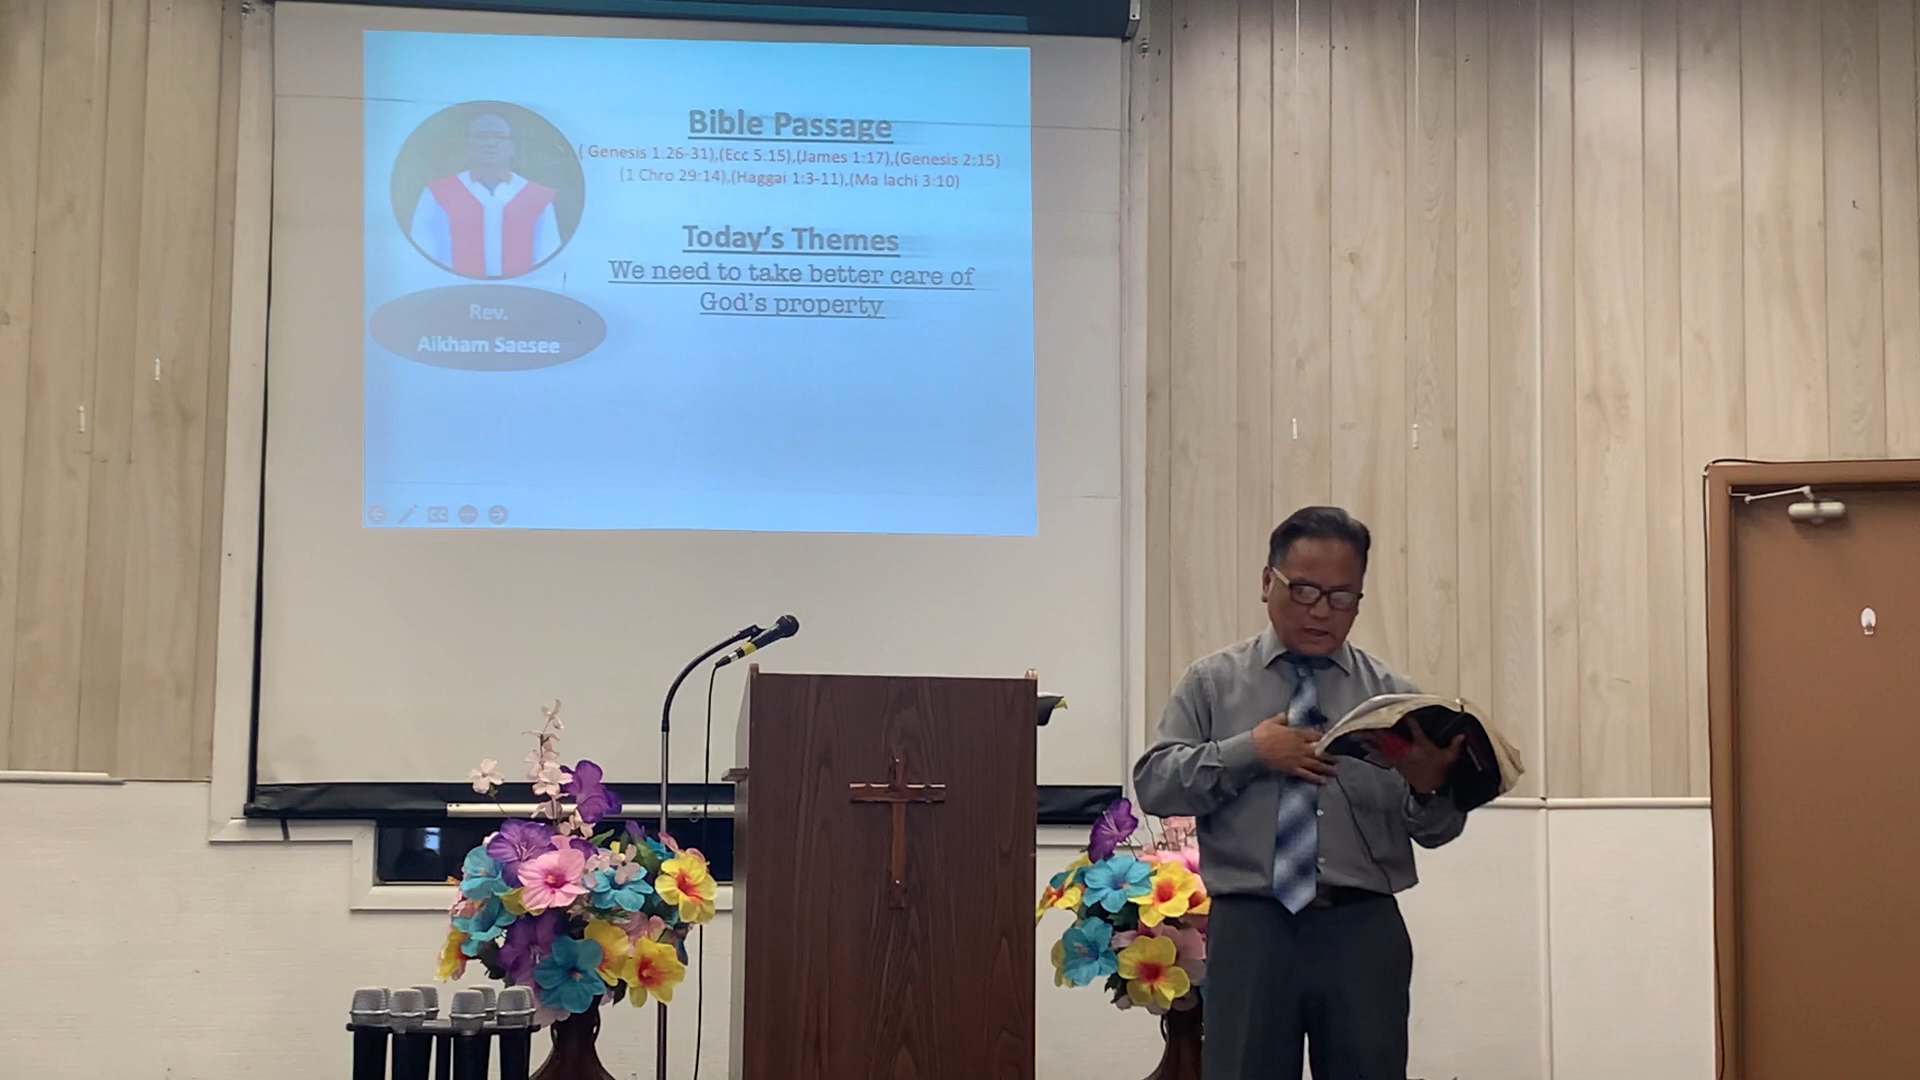 Bible Passage
( Genesis 1:26-31),(Ecc 5:15),(James 1:17),(Genesis 2:15)
(1 Chro 29:14),(Haggai 1:3-11),(Ma lachi 3:10)
Today's Themes
We need to take better care of
God's property
Rev.
Aikham Saesee
CC